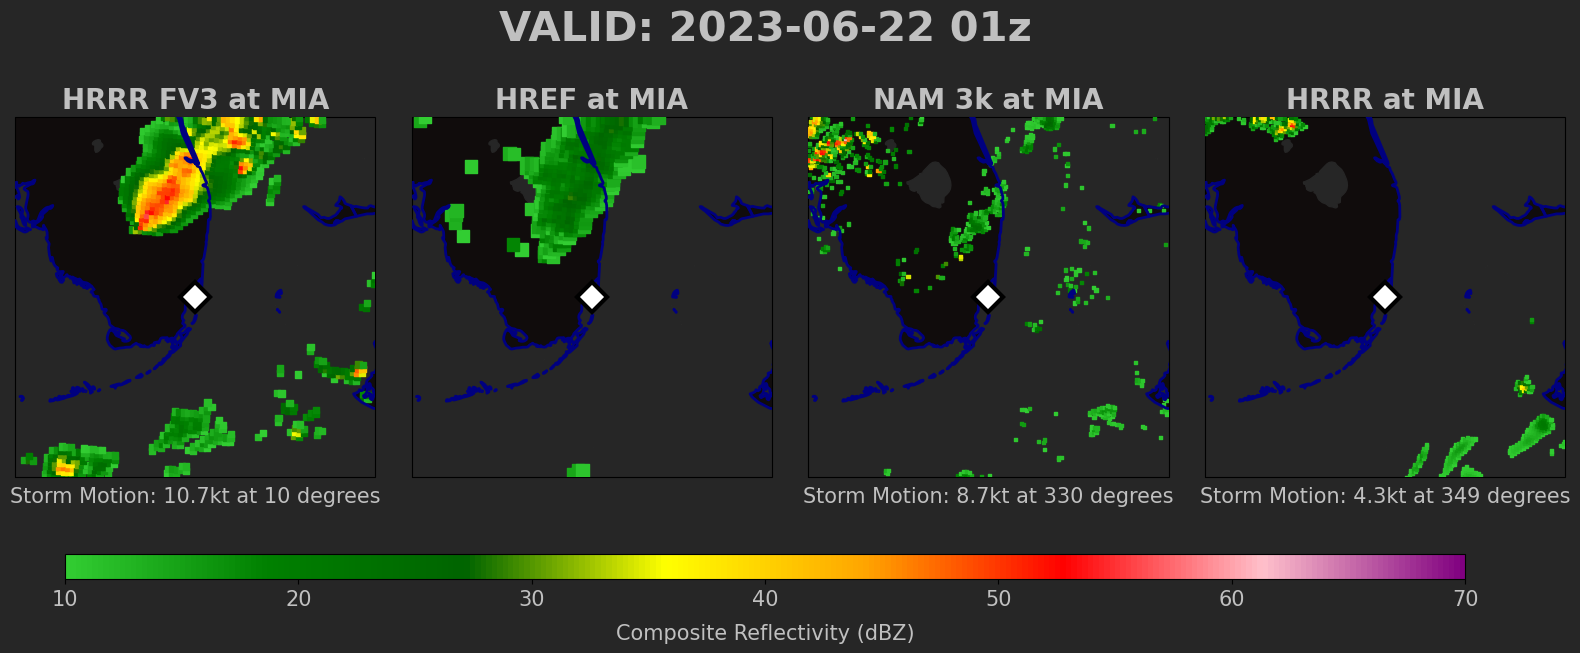 VALID: 2023-06-22 01z
HRRR FV3 at MIA
HREF at MIA
NAM 3k at MIA
HRRR at MIA
Storm Motion: 10.7kt at 10 degrees
Storm Motion: 8.7kt at 330 degrees
Storm Motion: 4.3kt at 349 degrees
10 20 30 40 50 60 70
Composite Reflectivity (dBZ)